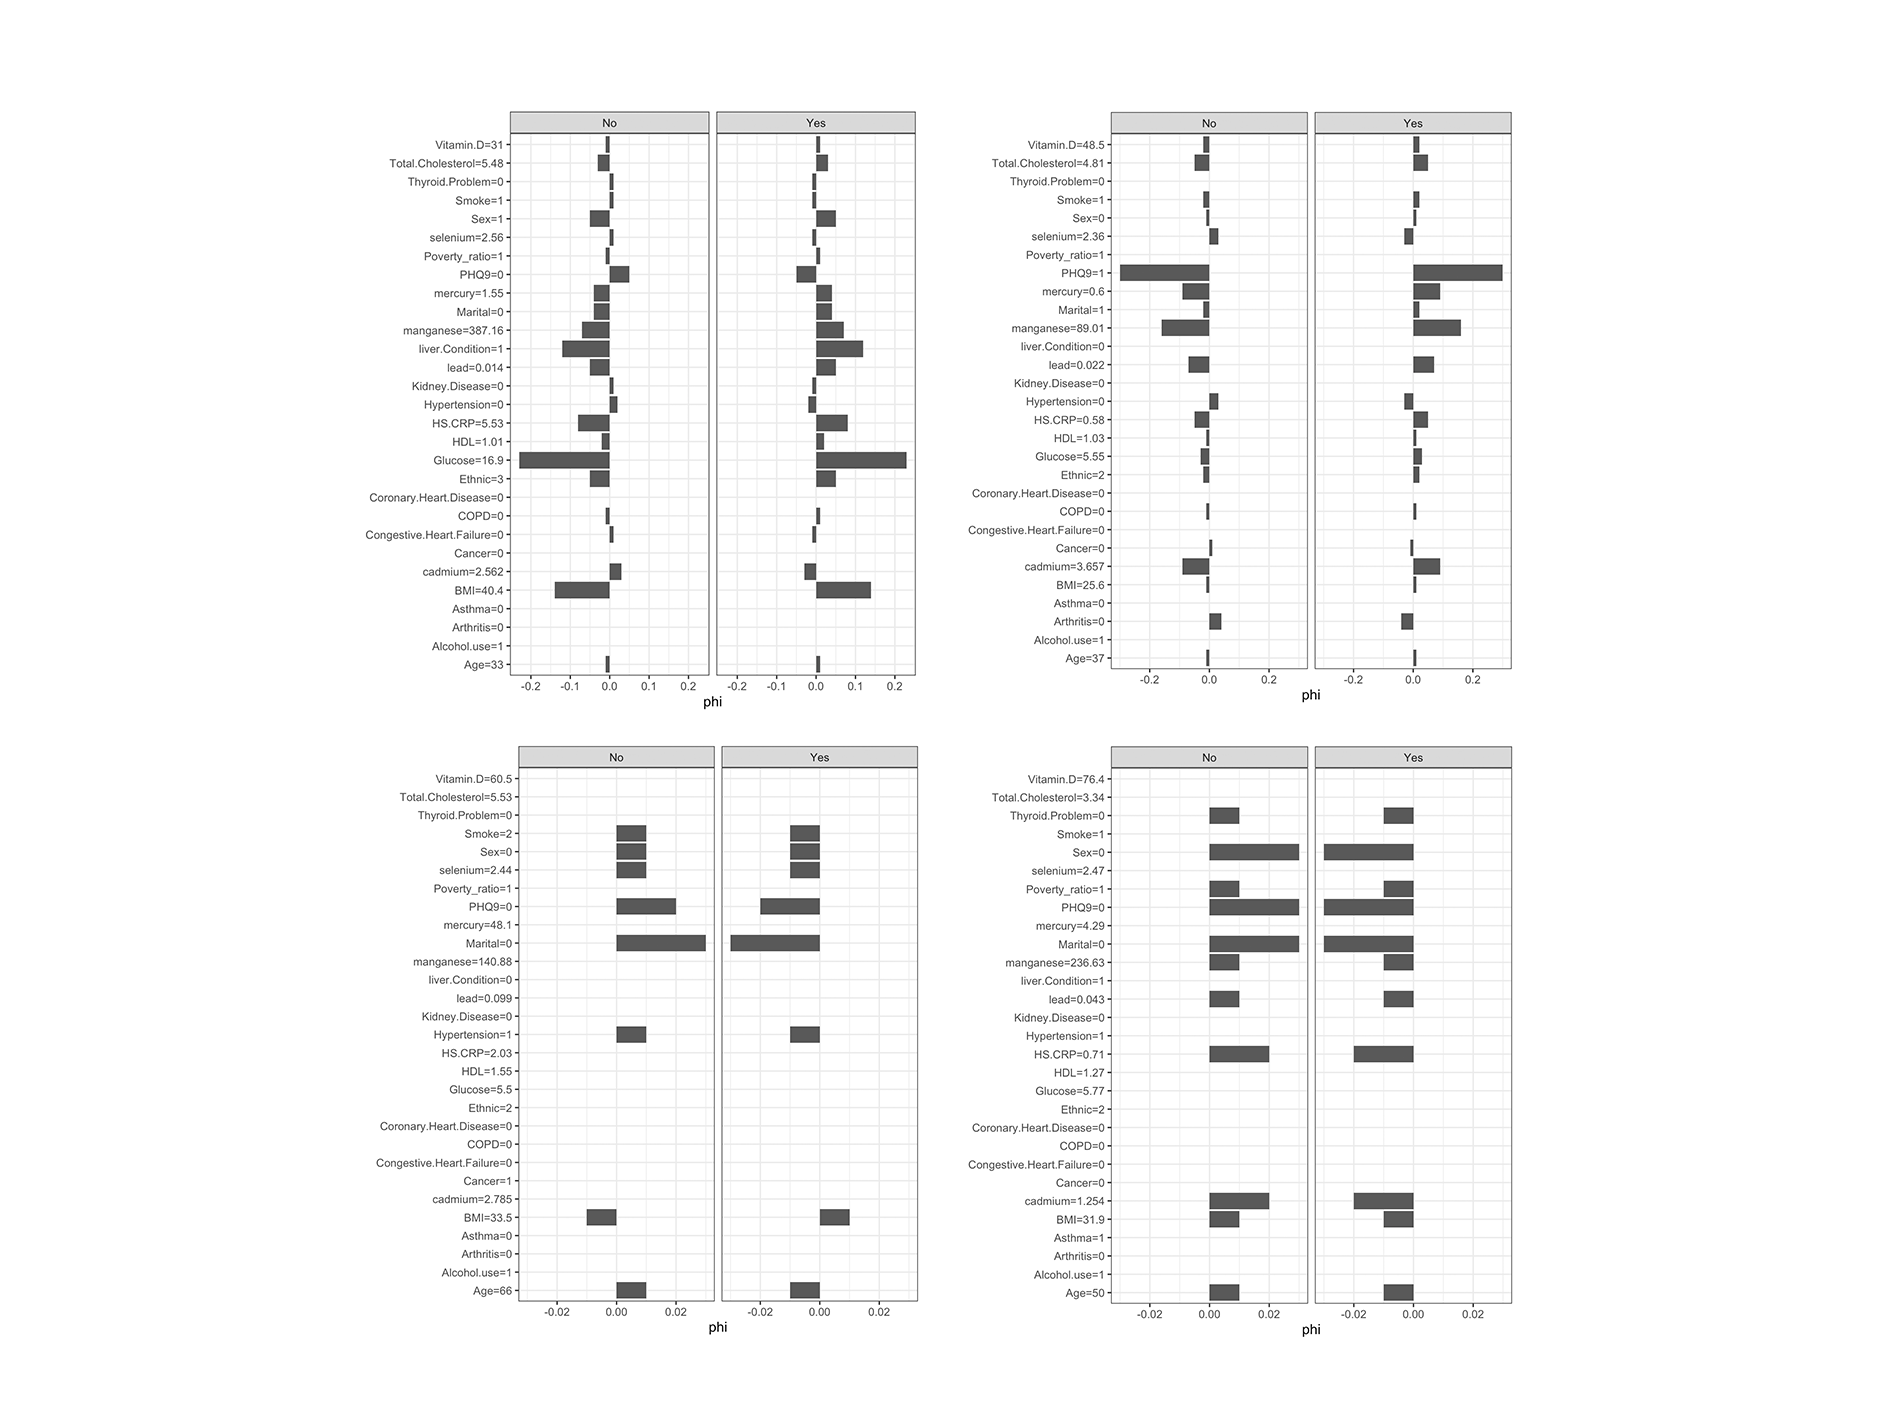 No Yes
Vitamin.D=31
Total.Cholesterol=5.48
Thyroid.Problem=0
Smoke=1
Sex=1
selenium=2.56
Poverty_ratio=1
PHQ9=0
mercury=1.55
Marital=0
manganese=387.16
liver.Condition=1
lead=0.014
Kidney.Disease=0
Hypertension=0
HS.CRP=5.53
HDL=1.01
Glucose=16.9
Ethnic=3
Coronary.Heart.Disease=0
COPD=0
Congestive.Heart.Failure=0
Cancer=0
cadmium=2.562
BMI=40.4
Asthma=0
Arthritis=0
Alcohol.use=1
Age=33
-0.2 -0.1 0.0 0.1 0.2 -0.2 -0.1 0.0 0.1 0.2
phi
No Yes
Vitamin.D=48.5
Total.Cholesterol=4.81
Thyroid.Problem=0
Smoke=1
Sex=0
selenium=2.36
Poverty_ratio=1
PHQ9=1
mercury=0.6
Marital=1
manganese=89.01
liver.Condition=0
lead=0.022
Kidney.Disease=0
Hypertension=0
HS.CRP=0.58
HDL=1.03
Glucose=5.55
Ethnic=2
Coronary.Heart.Disease=0
COPD=0
Congestive.Heart.Failure=0
Cancer=0
cadmium=3.657
BMI=25.6
Asthma=0
Arthritis=0
Alcohol.use=1
Age=37
-0.2 0.0 0.2 -0.2 0.0 0.2
phi
No Yes
Vitamin.D=60.5
Total.Cholesterol=5.53
Thyroid.Problem=0
Smoke=2
Sex=0
selenium=2.44
Poverty_ratio=1
PHQ9=0
mercury=48.1
Marital=0
manganese=140.88
liver.Condition=0
lead=0.099
Kidney.Disease=0
Hypertension=1
HS.CRP=2.03
HDL=1.55
Glucose=5.5
Ethnic=2
Coronary.Heart.Disease=0
COPD=0
Congestive.Heart.Failure=0
Cancer=1
cadmium=2.785
BMI=33.5
Asthma=0
Arthritis=0
Alcohol.use=1
Age=66
-0.02 0.00 0.02 -0.02 0.00 0.02
phi
No Yes
Vitamin.D=76.4
Total.Cholesterol=3.34
Thyroid.Problem=0
Smoke=1
Sex=0
selenium=2.47
Poverty_ratio=1
PHQ9=0
mercury=4.29
Marital=0
manganese=236.63
liver.Condition=1
lead=0.043
Kidney.Disease=0
Hypertension=1
HS.CRP=0.71
HDL=1.27
Glucose=5.77
Ethnic=2
Coronary.Heart.Disease=0
COPD=0
Congestive.Heart.Failure=0
Cancer=0
cadmium=1.254
BMI=31.9
Asthma=1
Arthritis=0
Alcohol.use=1
Age=50
-0.02 0.00 0.02 -0.02 0.00 0.02
phi